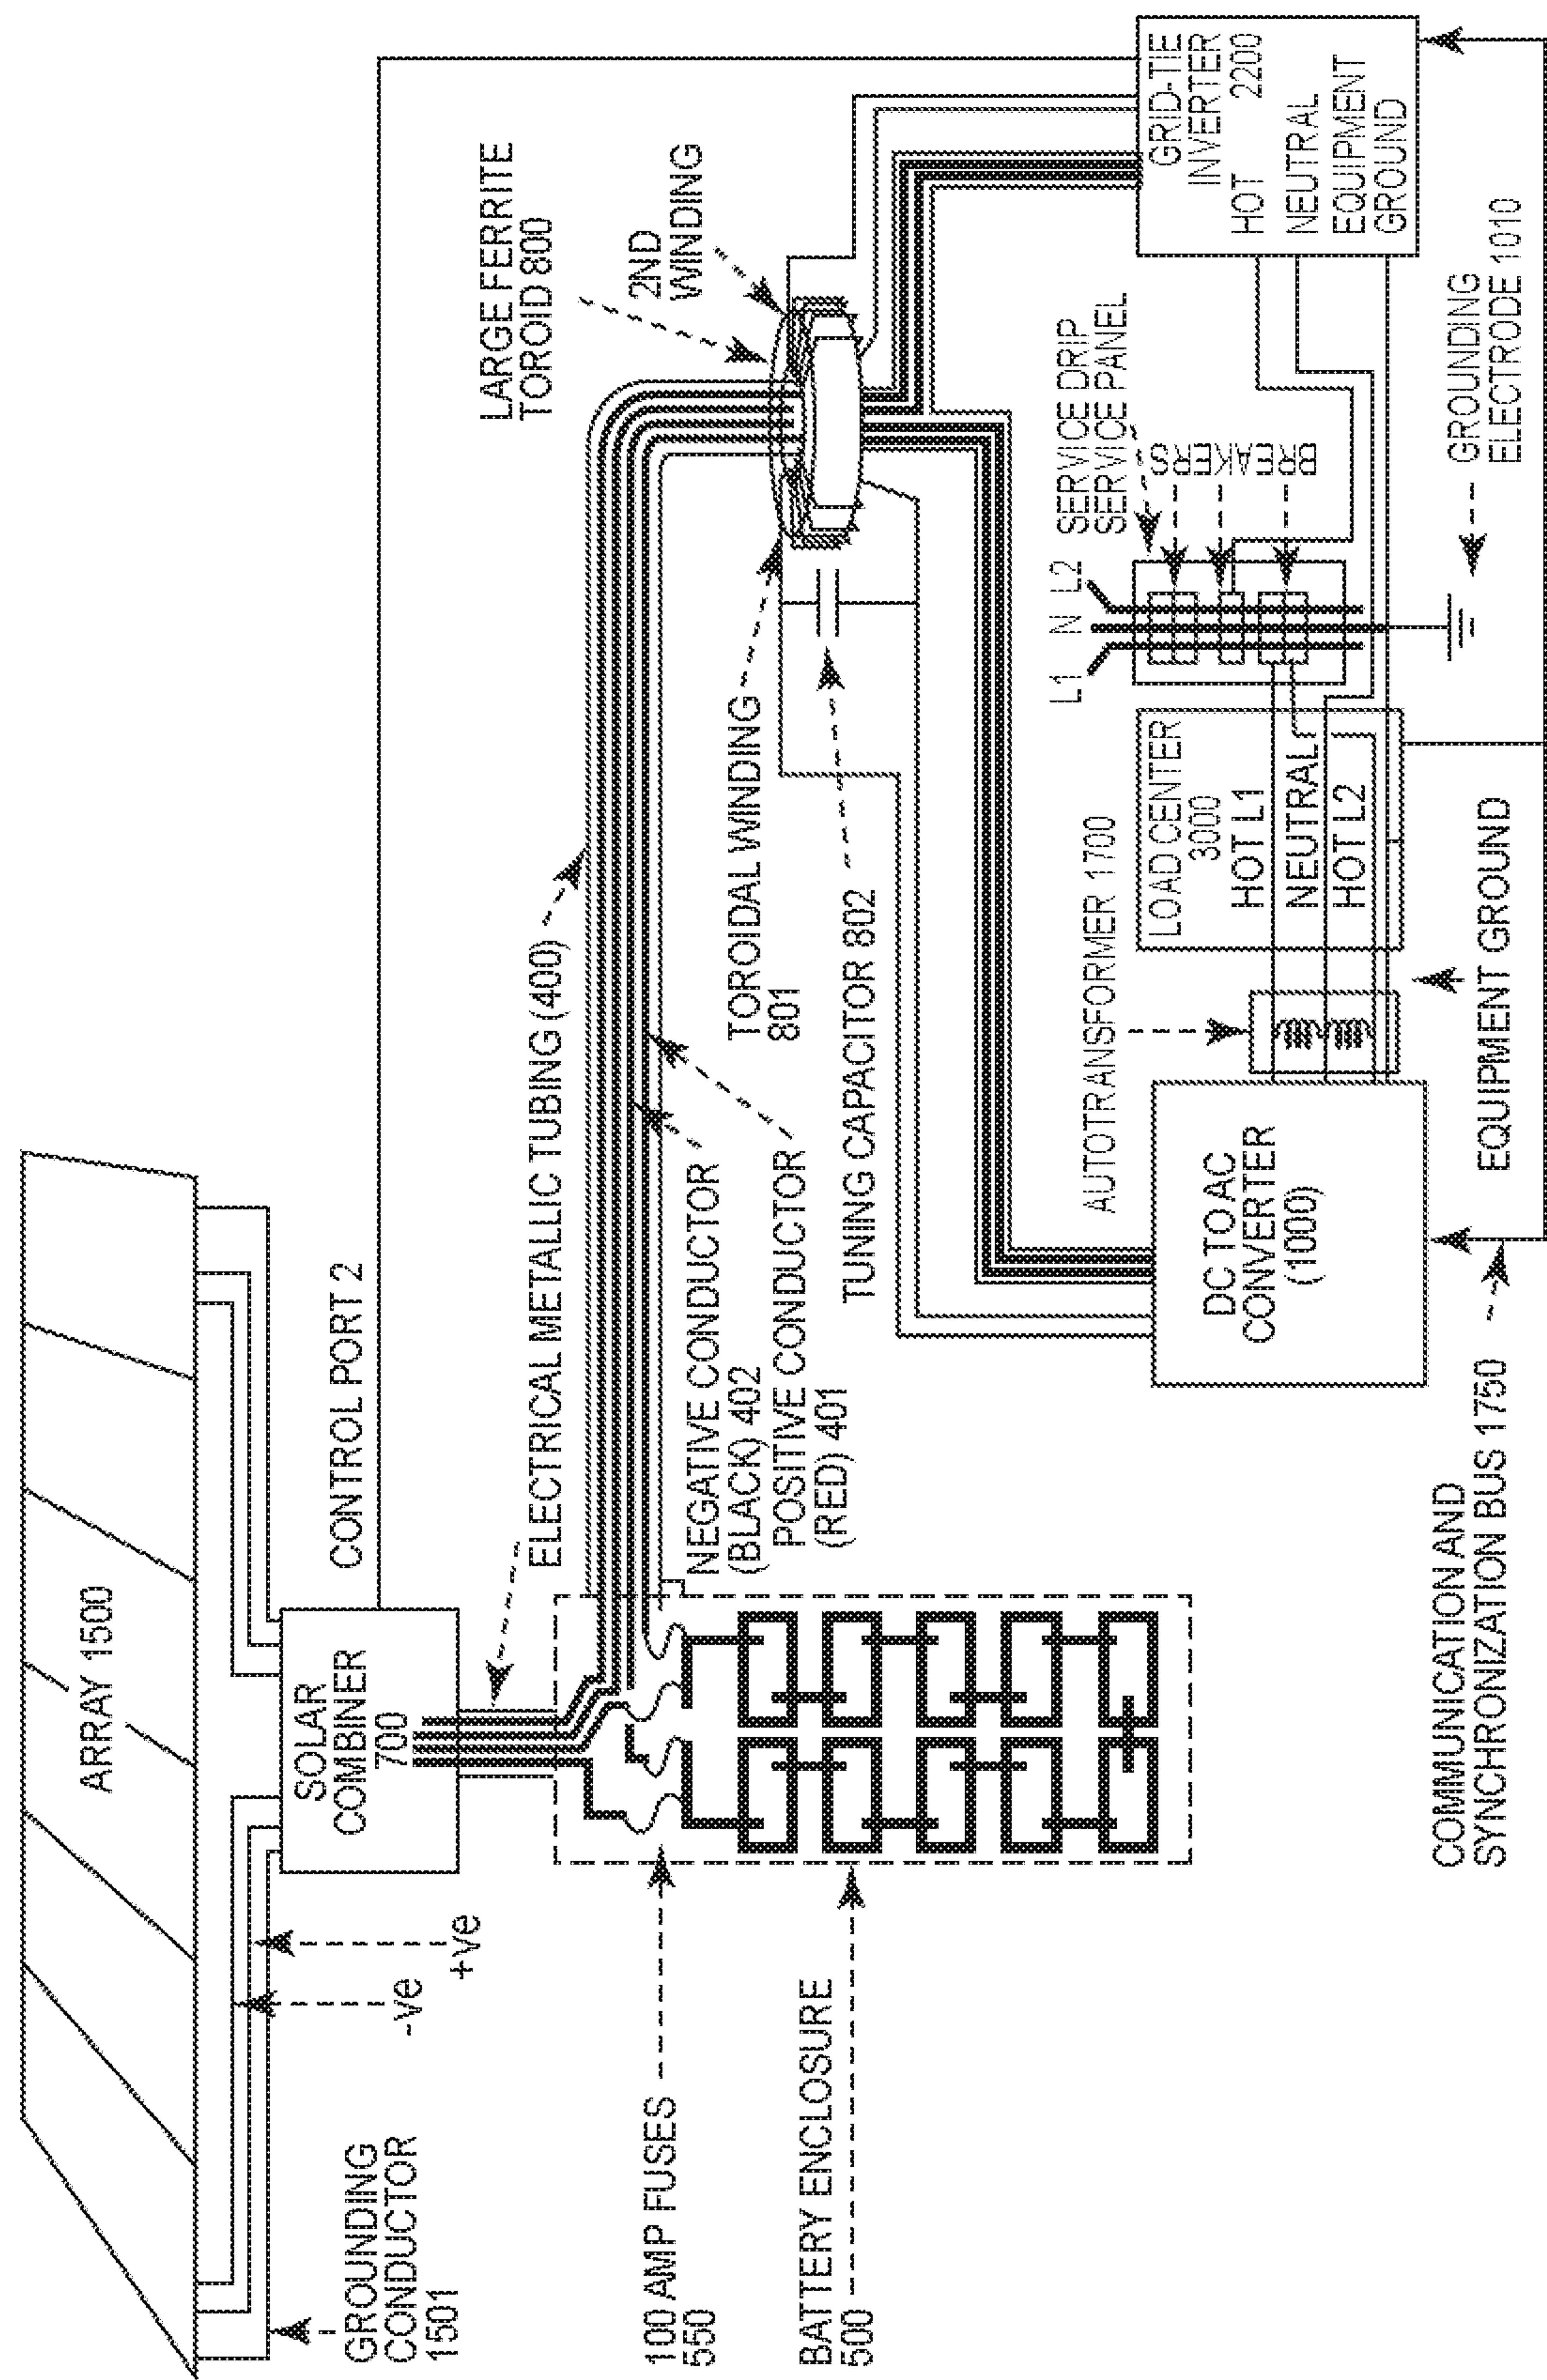 ARRAY 1500
GROUNDING
CONDUCTOR
1501
-ve
+ve
SOLAR
COMBINER
700
CONTROL PORT 2
100 AMP FUSES
550
BATTERY ENCLOSURE
500
ELECTRICAL METALLIC TUBING (400)
NEGATIVE CONDUCTOR
(BLACK) 402
POSITIVE CONDUCTOR
(RED) 401
LARGE FERRITE
TOROID 800
2ND
WINDING
TOROIDAL WINDING
801
TUNING CAPACITOR 802
DC TO AC
CONVERTER
(1000)
AUTOTRANSFORMER 1700
LOAD CENTER
3000
HOT L1
NEUTRAL
HOT L2
L1
N
L2
SERVICE DRIP
SERVICE PANEL
BREAKERS
GRID-TIE
INVERTER
HOT 2200
NEUTRAL
EQUIPMENT
GROUND
GROUNDING
ELECTRODE 1010
EQUIPMENT GROUND
COMMUNICATION AND
SYNCHRONIZATION BUS 1750